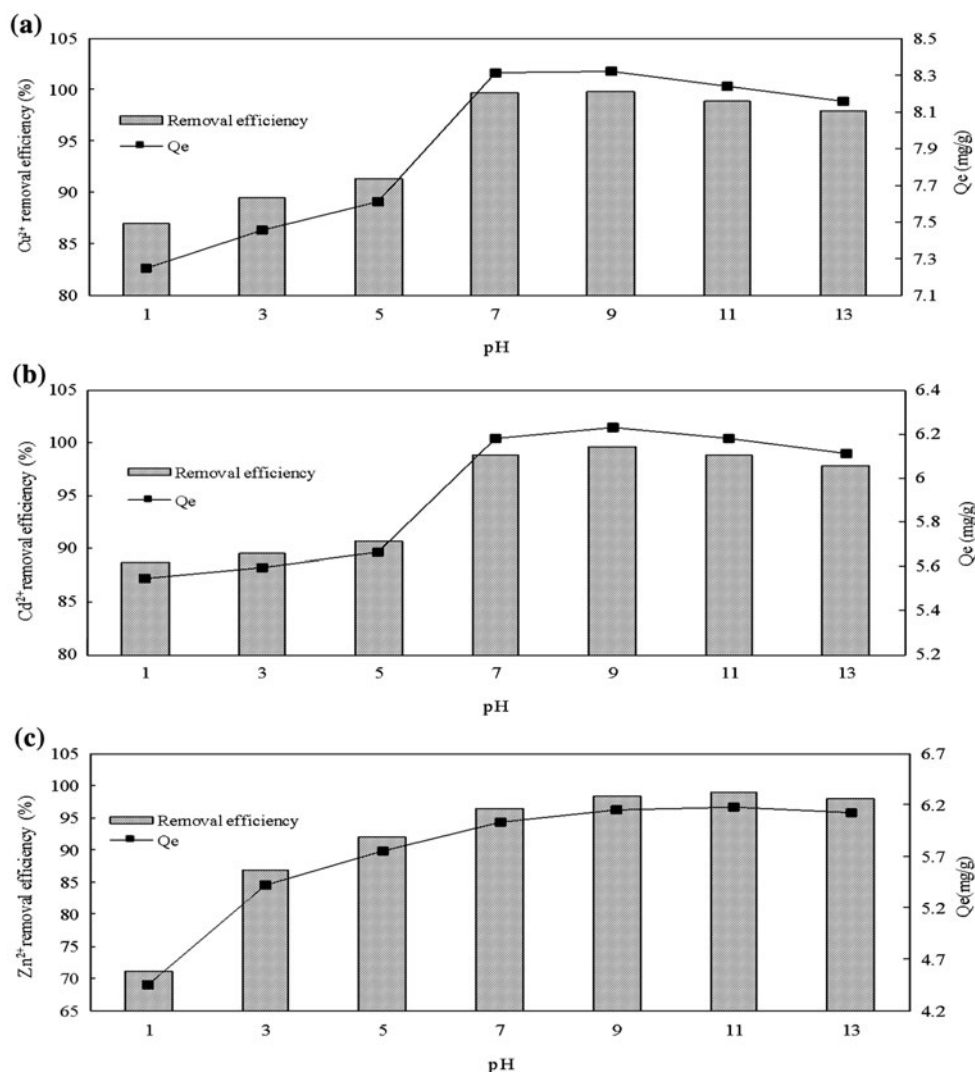 (a)
105
100
95
90
85
80
Cu²⁺ removal efficiency (%)
Removal efficiency
Qe
8.5
8.3
8.1
7.9
7.7
7.5
7.3
7.1
Qe (mg/g)
1 3 5 7 9 11 13
pH
(b)
105
100
95
90
85
80
Cd²⁺ removal efficiency (%)
Removal efficiency
Qe
6.4
6.2
6
5.8
5.6
5.4
5.2
Qe (mg/g)
1 3 5 7 9 11 13
pH
(c)
105
100
95
90
85
80
75
70
65
Zn²⁺ removal efficiency (%)
Removal efficiency
Qe
6.7
6.2
5.7
5.2
4.7
4.2
Qe(mg/g)
1 3 5 7 9 11 13
pH